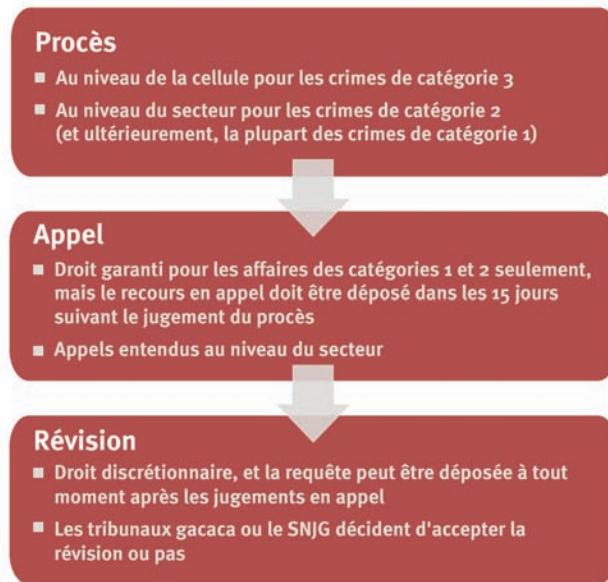 Procès
Au niveau de la cellule pour les crimes de catégorie 3
Au niveau du secteur pour les crimes de catégorie 2
(et ultérieurement, la plupart des crimes de catégorie 1)
Appel
Droit garanti pour les affaires des catégories 1 et 2 seulement,
mais le recours en appel doit être déposé dans les 15 jours
suivant le jugement du procès
Appels entendus au niveau du secteur
Révision
Droit discrétionnaire, et la requête peut être déposée à tout
moment après les jugements en appel
Les tribunaux gacaca ou le SNJG décident d'accepter la
révision ou pas